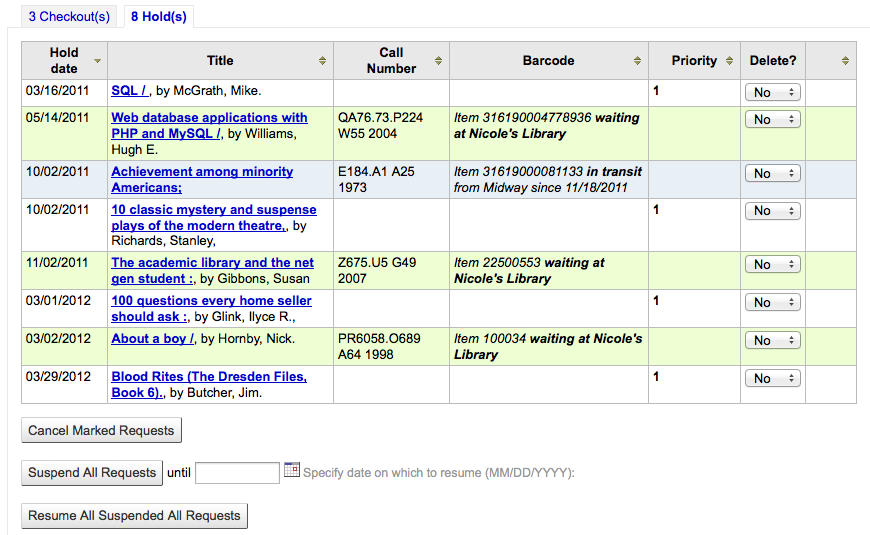 3 Checkout(s) 8 Hold(s)
Hold date Title Call Number Barcode Priority Delete?
03/16/2011 SQL / , by McGrath, Mike. 1 No
05/14/2011 Web database applications with QA76.73.P224 Item 316190004778936 waiting No
PHP and MySQL /, by Williams, W55 2004 at Nicole's Library
Hugh E.
10/02/2011 Achievement among minority E184.A1 A25 Item 31619000081133 in transit No
Americans; 1973 from Midway since 11/18/2011
10/02/2011 10 classic mystery and suspense 1 No
plays of the modern theatre,, by
Richards, Stanley,
11/02/2011 The academic library and the net Z675.U5 G49 Item 22500553 waiting at No
gen student :, by Gibbons, Susan 2007 Nicole's Library
03/01/2012 100 questions every home seller 1 No
should ask :, by Glink, Ilyce R.,
03/02/2012 About a boy /, by Hornby, Nick. PR6058.O689 Item 100034 waiting at Nicole's No
A64 1998 Library
03/29/2012 Blood Rites (The Dresden Files, 1 No
Book 6)., by Butcher, Jim.
Cancel Marked Requests
Suspend All Requests until Specify date on which to resume (MM/DD/YYYY):
Resume All Suspended All Requests